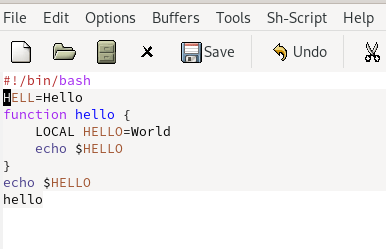 File Edit Options Buffers Tools Sh-Script Help
Save Undo
#!/bin/bash
HELL=Hello
function hello {
    LOCAL HELLO=World
    echo $HELLO
}
echo $HELLO
hello